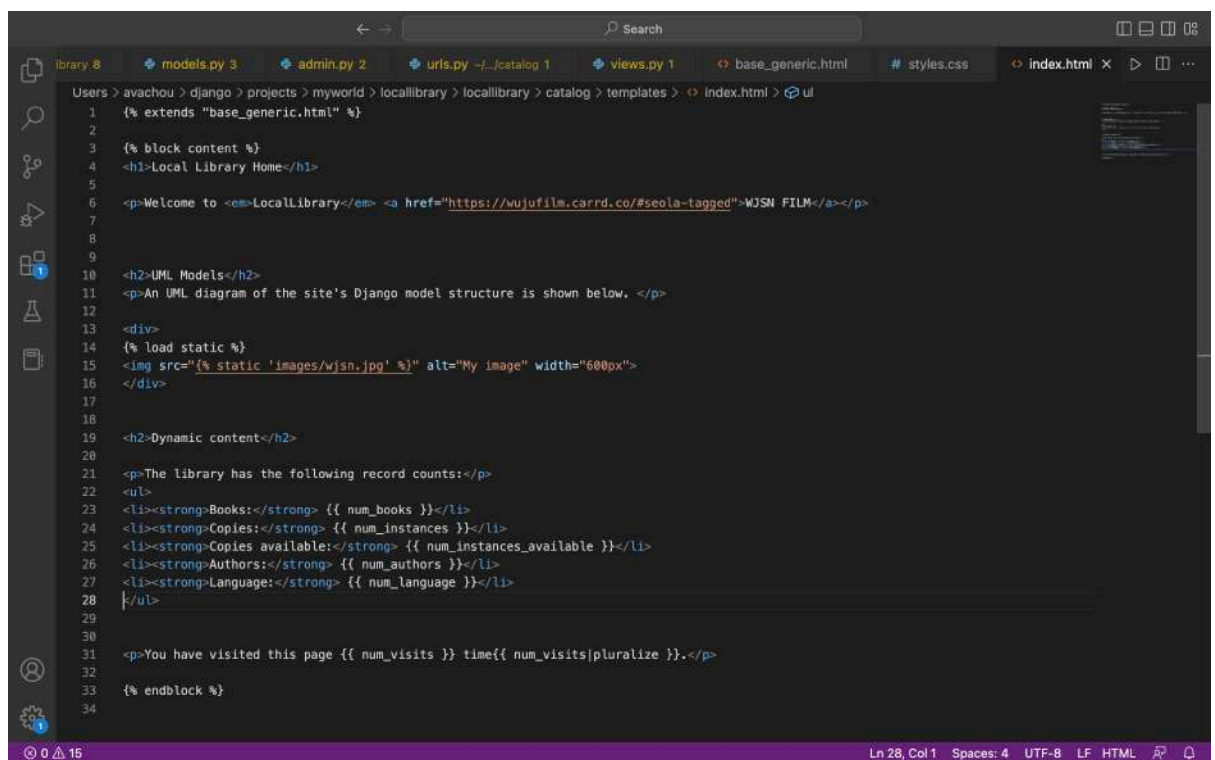 Search
ibrary 8 models.py 3 admin.py 2 urls.py ~/.../catalog 1 views.py 1 base_generic.html # styles.css index.html
Users > avachou > django > projects > myworld > locallibrary > locallibrary > catalog > templates > index.html > ul
1 {% extends "base_generic.html" %}
2
3 {% block content %}
4 <h1>Local Library Home</h1>
5
6 <p>Welcome to <em>LocalLibrary</em> <a href="https://wujufilm.carrd.co/#seola-tagged">WJSN FILM</a></p>
7
8
9
10 <h2>UML Models</h2>
11 <p>An UML diagram of the site's Django model structure is shown below. </p>
12
13 <div>
14 {% load static %}
15 <img src="{% static 'images/wjsn.jpg' %}" alt="My image" width="600px">
16 </div>
17
18
19 <h2>Dynamic content</h2>
20
21 <p>The library has the following record counts:</p>
22 <ul>
23 <li><strong>Books:</strong> {{ num_books }}</li>
24 <li><strong>Copies:</strong> {{ num_instances }}</li>
25 <li><strong>Copies available:</strong> {{ num_instances_available }}</li>
26 <li><strong>Authors:</strong> {{ num_authors }}</li>
27 <li><strong>Language:</strong> {{ num_language }}</li>
28 </ul>
29
30
31 <p>You have visited this page {{ num_visits }} time{{ num_visits|pluralize }}.</p>
32
33 {% endblock %}
34
1
1
0 15 Ln 28, Col 1 Spaces: 4 UTF-8 LF HTML